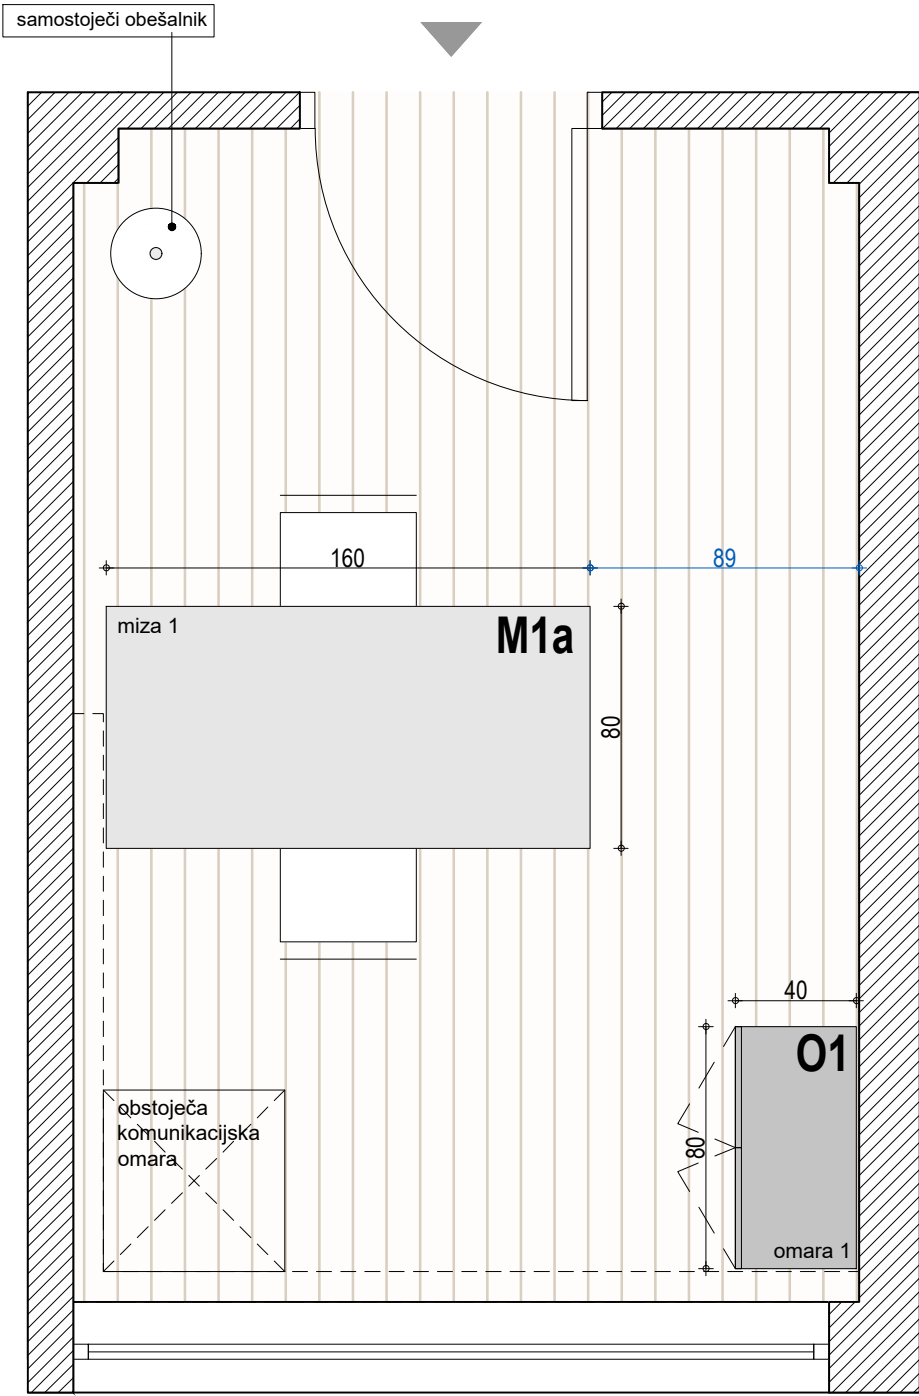 samostoječi obešalnik
160
89
miza 1
M1a
80
40
O1
obstoječa
komunikacijska
omara
80
omara 1